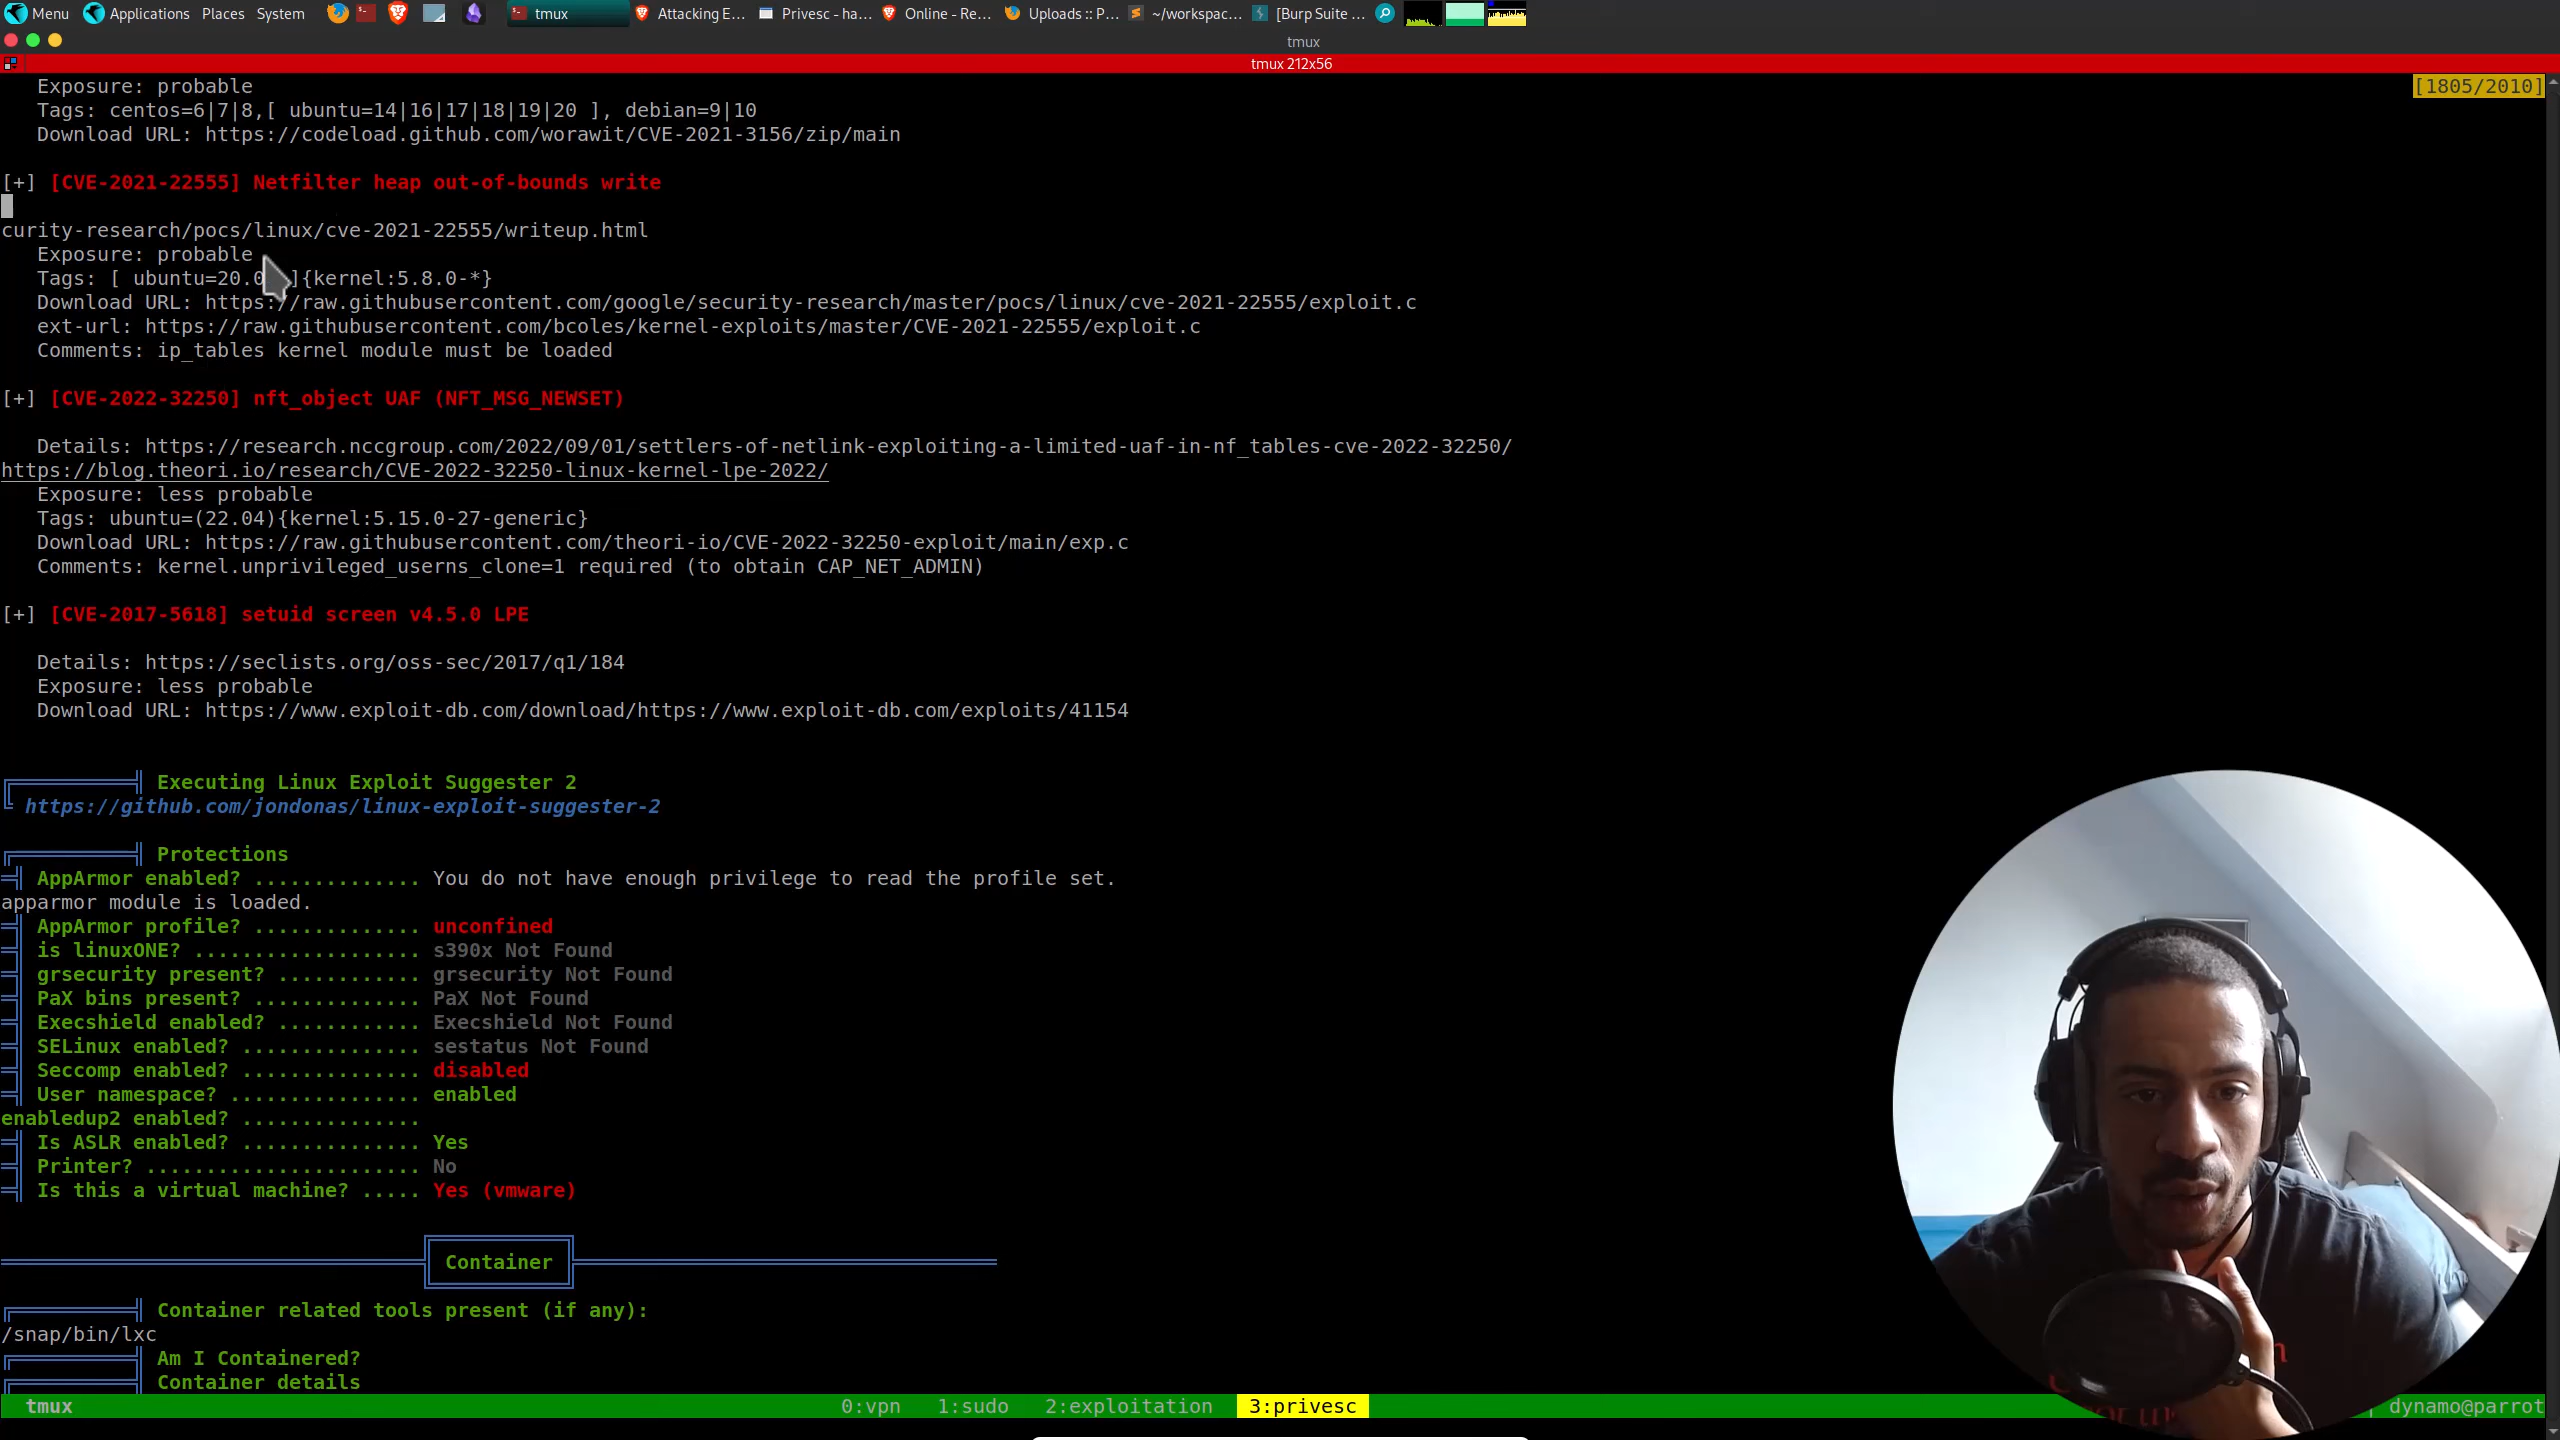 Menu Applications Places System tmux Attacking E... Privesc - ha... Online - Re... Uploads :: P... ~/workspac... [Burp Suite ...
tmux
tmux 212x56
Exposure: probable [1805/2010]
Tags: centos=6|7|8,[ ubuntu=14|16|17|18|19|20 ], debian=9|10
Download URL: https://codeload.github.com/worawit/CVE-2021-3156/zip/main
[+] [CVE-2021-22555] Netfilter heap out-of-bounds write
curity-research/pocs/linux/cve-2021-22555/writeup.html
Exposure: probable
Tags: [ ubuntu=20.0 ]{kernel:5.8.0-*}
Download URL: https://raw.githubusercontent.com/google/security-research/master/pocs/linux/cve-2021-22555/exploit.c
ext-url: https://raw.githubusercontent.com/bcoles/kernel-exploits/master/CVE-2021-22555/exploit.c
Comments: ip_tables kernel module must be loaded
[+] [CVE-2022-32250] nft_object UAF (NFT_MSG_NEWSET)
Details: https://research.nccgroup.com/2022/09/01/settlers-of-netlink-exploiting-a-limited-uaf-in-nf_tables-cve-2022-32250/
https://blog.theori.io/research/CVE-2022-32250-linux-kernel-lpe-2022/
Exposure: less probable
Tags: ubuntu=(22.04){kernel:5.15.0-27-generic}
Download URL: https://raw.githubusercontent.com/theori-io/CVE-2022-32250-exploit/main/exp.c
Comments: kernel.unprivileged_userns_clone=1 required (to obtain CAP_NET_ADMIN)
[+] [CVE-2017-5618] setuid screen v4.5.0 LPE
Details: https://seclists.org/oss-sec/2017/q1/184
Exposure: less probable
Download URL: https://www.exploit-db.com/download/https://www.exploit-db.com/exploits/41154
Executing Linux Exploit Suggester 2
https://github.com/jondonas/linux-exploit-suggester-2
Protections
AppArmor enabled? .............. You do not have enough privilege to read the profile set.
apparmor module is loaded.
AppArmor profile? .............. unconfined
is linuxONE? ................... s390x Not Found
grsecurity present? ............ grsecurity Not Found
PaX bins present? .............. PaX Not Found
Execshield enabled? ............ Execshield Not Found
SELinux enabled? ............... sestatus Not Found
Seccomp enabled? ............... disabled
User namespace? ................ enabled
enabledup2 enabled? ...............
Is ASLR enabled? ............... Yes
Printer? ....................... No
Is this a virtual machine? ..... Yes (vmware)
Container
Container related tools present (if any):
/snap/bin/lxc
Am I Containered?
Container details
tmux 0:vpn 1:sudo 2:exploitation 3:privesc dynamo@parrot